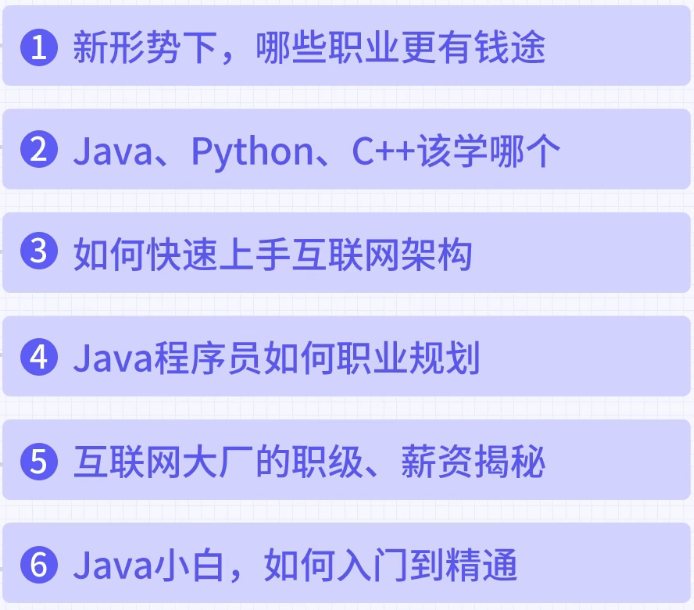 1 新形势下，哪些职业更有钱途
2 Java、Python、C++该学哪个
3 如何快速上手互联网架构
4 Java程序员如何职业规划
5 互联网大厂的职级、薪资揭秘
6 Java小白，如何入门到精通